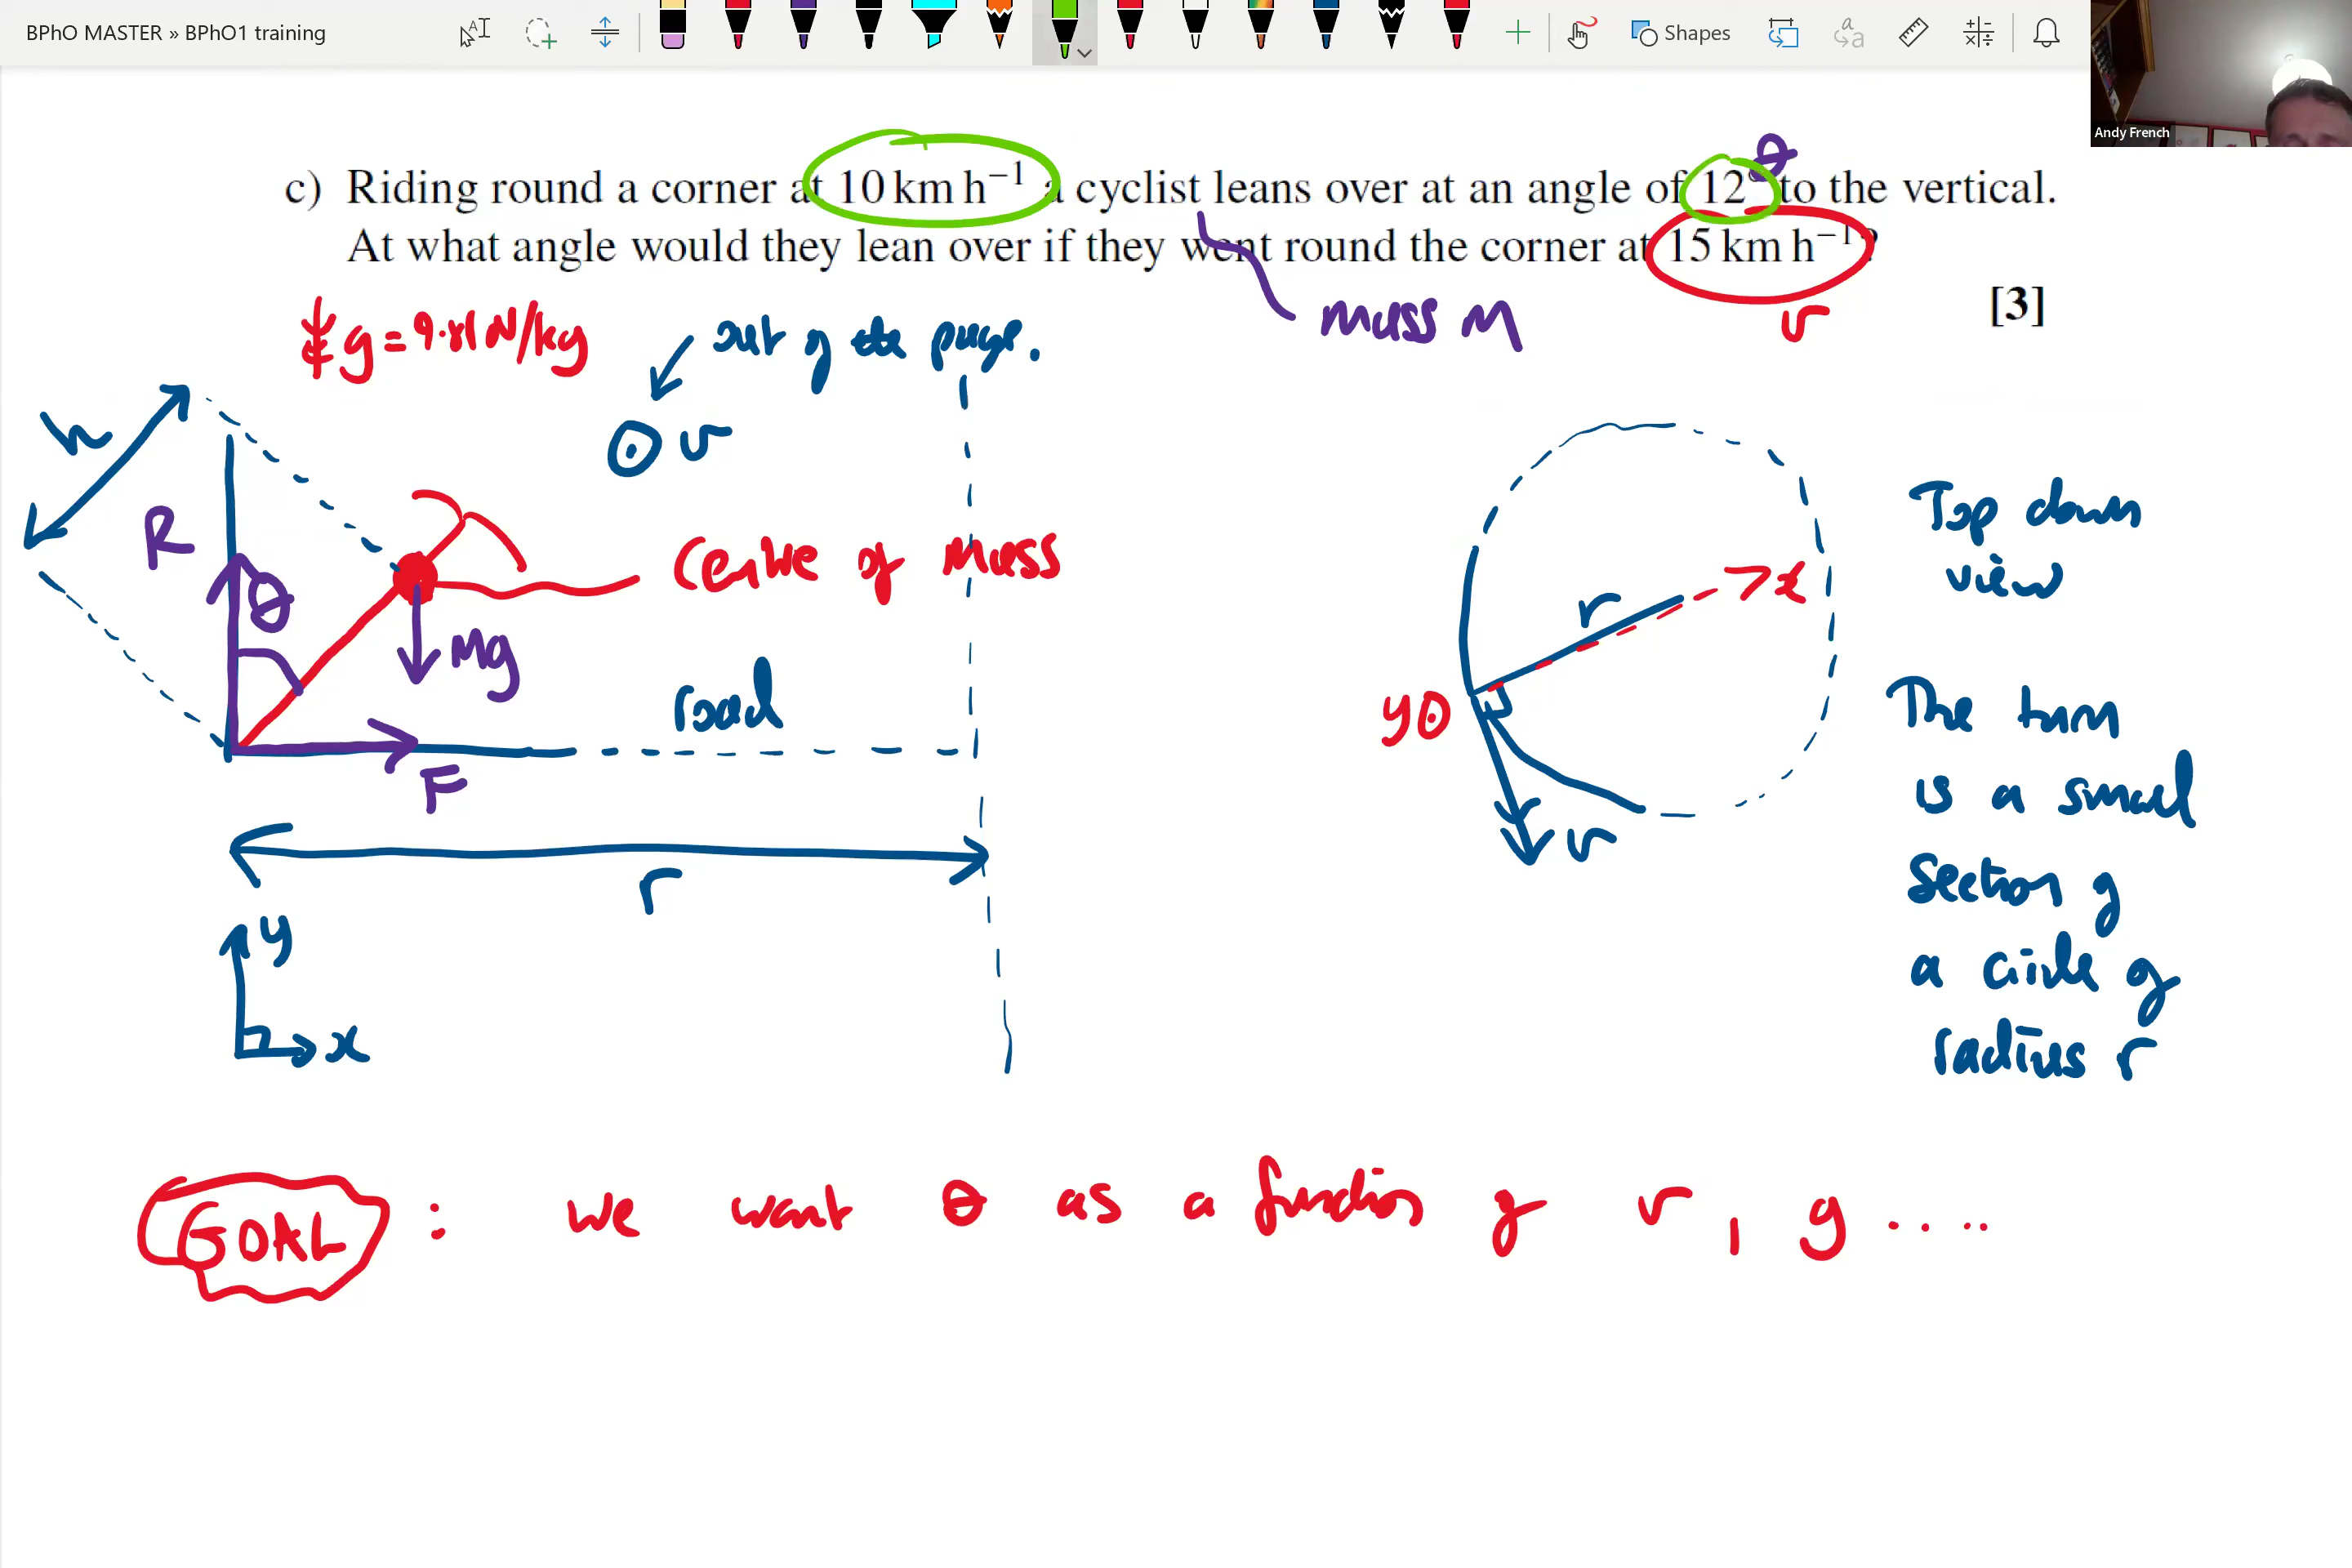 BPhO MASTER » BPhO1 training
Shapes
Andy French
c) Riding round a corner at 10 km h⁻¹ a cyclist leans over at an angle of 12° to the vertical.
At what angle would they lean over if they went round the corner at 15 km h⁻¹?
[3]
θ
mass M
v
g = 9.81 N/kg
out of the page.
v
h
R
θ
Centre of Mass
Mg
road
F
r
y
x
r
x
y
v
Top down
view
The turn
is a small
section of
a circle of
radius r
GOAL : we want θ as a function of v , g .....